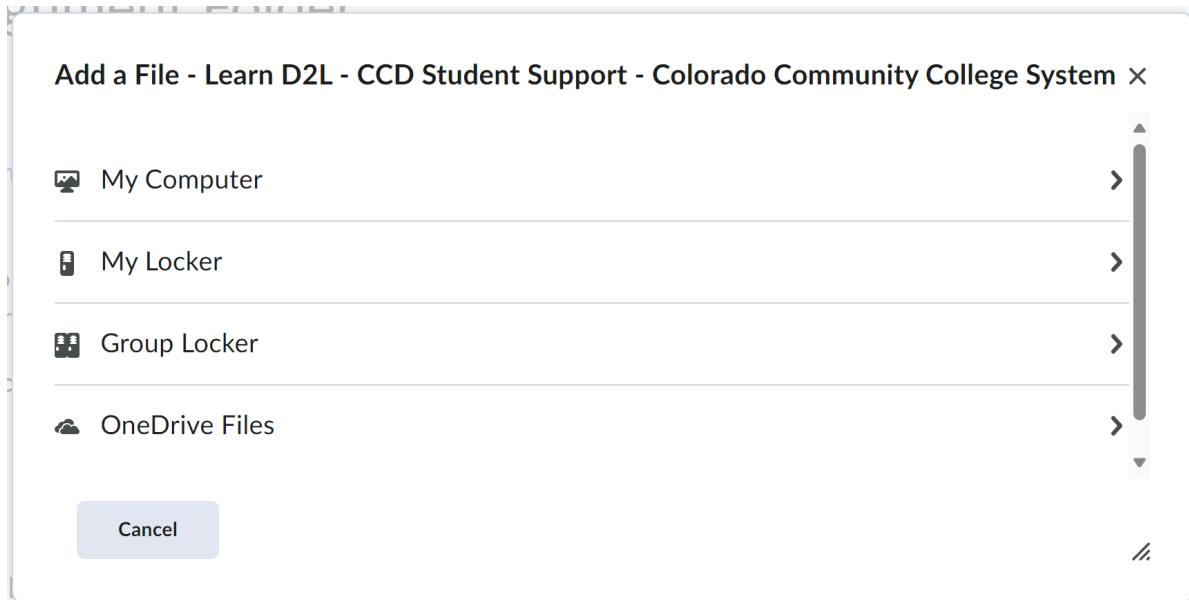 Add a File - Learn D2L - CCD Student Support - Colorado Community College System
My Computer
My Locker
Group Locker
OneDrive Files
Cancel